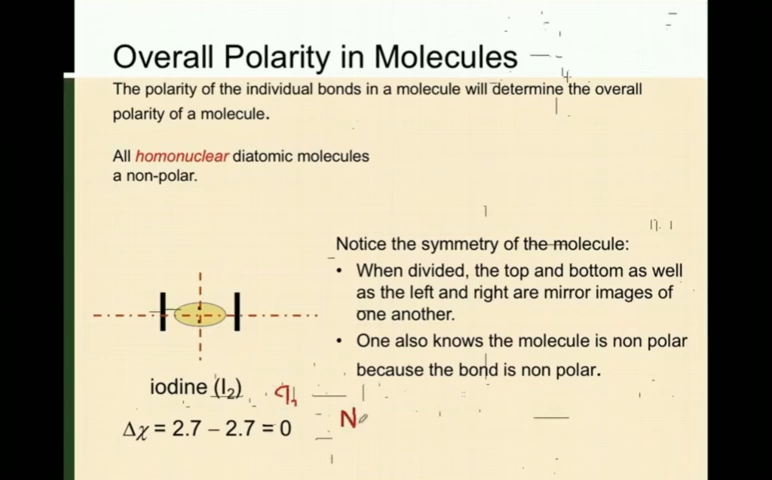 Overall Polarity in Molecules
The polarity of the individual bonds in a molecule will determine the overall
polarity of a molecule.
All homonuclear diatomic molecules
a non-polar.
Notice the symmetry of the molecule:
• When divided, the top and bottom as well
as the left and right are mirror images of
one another.
• One also knows the molecule is non polar
because the bond is non polar.
I I
iodine (I₂)
Δχ = 2.7 – 2.7 = 0
N